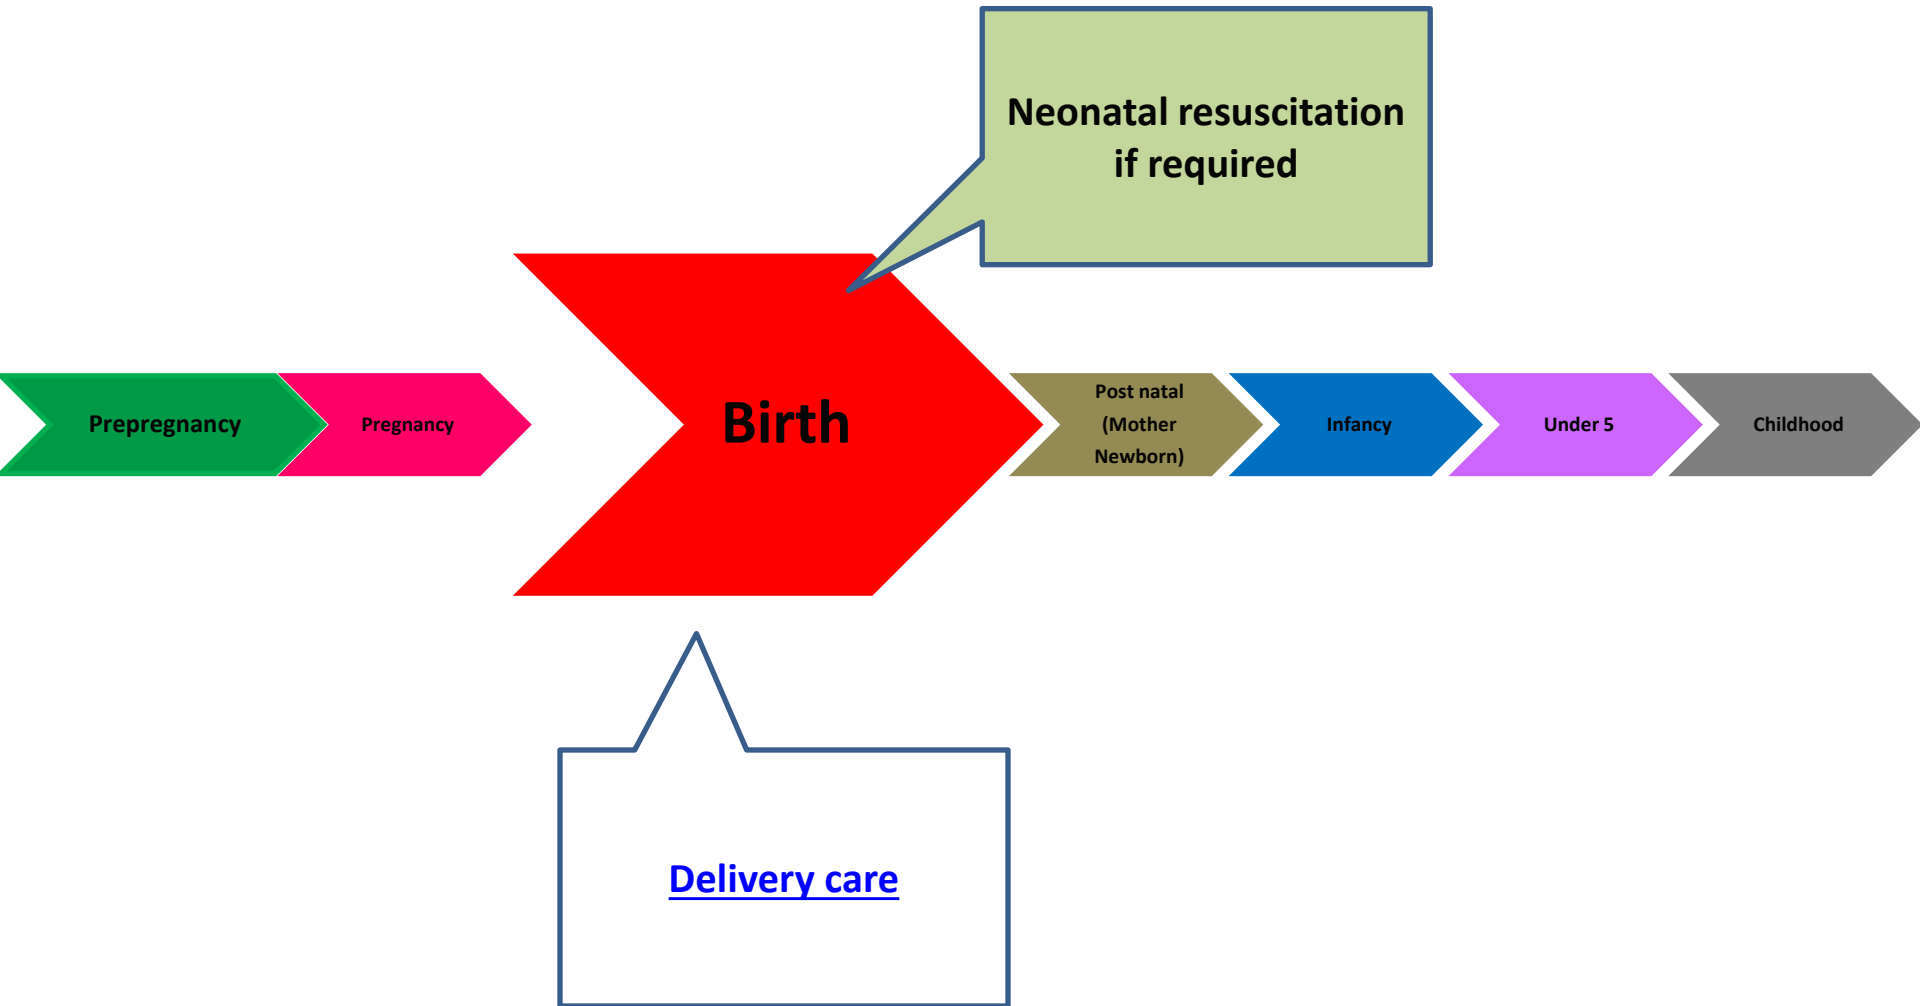 Neonatal resuscitation
if required
Prepregnancy
Pregnancy
Birth
Post natal
(Mother
Newborn)
Infancy
Under 5
Childhood
Delivery care